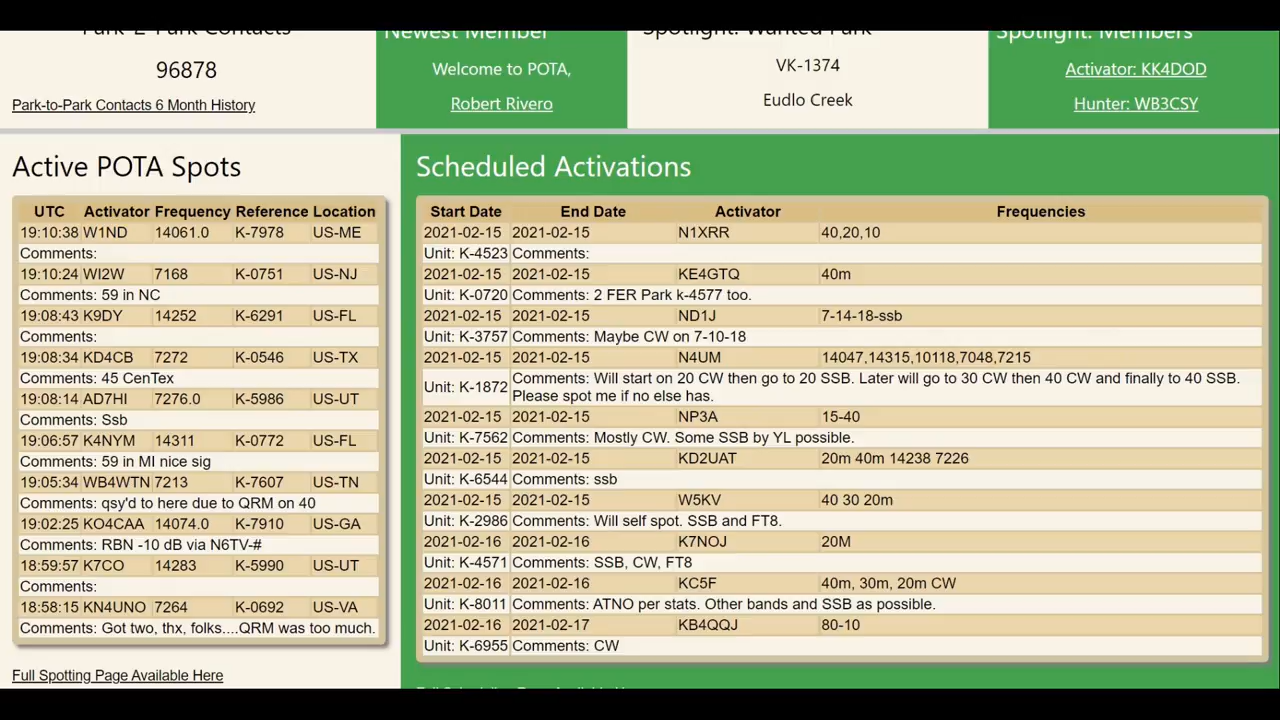 Park-2-Park Contacts
96878
Park-to-Park Contacts 6 Month History
Newest Member
Welcome to POTA,
Robert Rivero
Spotlight: Wanted Park
VK-1374
Eudlo Creek
Spotlight: Members
Activator: KK4DOD
Hunter: WB3CSY
Active POTA Spots
UTC Activator Frequency Reference Location
19:10:38 W1ND 14061.0 K-7978 US-ME
Comments:
19:10:24 WI2W 7168 K-0751 US-NJ
Comments: 59 in NC
19:08:43 K9DY 14252 K-6291 US-FL
Comments:
19:08:34 KD4CB 7272 K-0546 US-TX
Comments: 45 CenTex
19:08:14 AD7HI 7276.0 K-5986 US-UT
Comments: Ssb
19:06:57 K4NYM 14311 K-0772 US-FL
Comments: 59 in MI nice sig
19:05:34 WB4WTN 7213 K-7607 US-TN
Comments: qsy'd to here due to QRM on 40
19:02:25 KO4CAA 14074.0 K-7910 US-GA
Comments: RBN -10 dB via N6TV-#
18:59:57 K7CO 14283 K-5990 US-UT
Comments:
18:58:15 KN4UNO 7264 K-0692 US-VA
Comments: Got two, thx, folks....QRM was too much.
Full Spotting Page Available Here
Scheduled Activations
Start Date End Date Activator Frequencies
2021-02-15 2021-02-15 N1XRR 40,20,10
Unit: K-4523 Comments:
2021-02-15 2021-02-15 KE4GTQ 40m
Unit: K-0720 Comments: 2 FER Park k-4577 too.
2021-02-15 2021-02-15 ND1J 7-14-18-ssb
Unit: K-3757 Comments: Maybe CW on 7-10-18
2021-02-15 2021-02-15 N4UM 14047,14315,10118,7048,7215
Unit: K-1872 Comments: Will start on 20 CW then go to 20 SSB. Later will go to 30 CW then 40 CW and finally to 40 SSB.
Please spot me if no else has.
2021-02-15 2021-02-15 NP3A 15-40
Unit: K-7562 Comments: Mostly CW. Some SSB by YL possible.
2021-02-15 2021-02-15 KD2UAT 20m 40m 14238 7226
Unit: K-6544 Comments: ssb
2021-02-15 2021-02-15 W5KV 40 30 20m
Unit: K-2986 Comments: Will self spot. SSB and FT8.
2021-02-16 2021-02-16 K7NOJ 20M
Unit: K-4571 Comments: SSB, CW, FT8
2021-02-16 2021-02-16 KC5F 40m, 30m, 20m CW
Unit: K-8011 Comments: ATNO per stats. Other bands and SSB as possible.
2021-02-16 2021-02-17 KB4QQJ 80-10
Unit: K-6955 Comments: CW